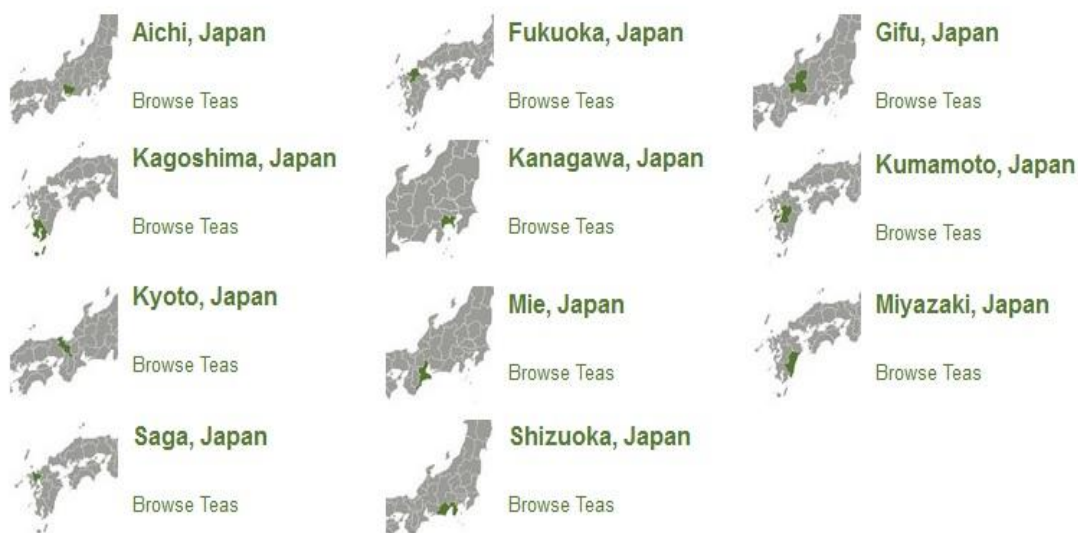 Aichi, Japan
Browse Teas
Fukuoka, Japan
Browse Teas
Gifu, Japan
Browse Teas
Kagoshima, Japan
Browse Teas
Kanagawa, Japan
Browse Teas
Kumamoto, Japan
Browse Teas
Kyoto, Japan
Browse Teas
Mie, Japan
Browse Teas
Miyazaki, Japan
Browse Teas
Saga, Japan
Browse Teas
Shizuoka, Japan
Browse Teas